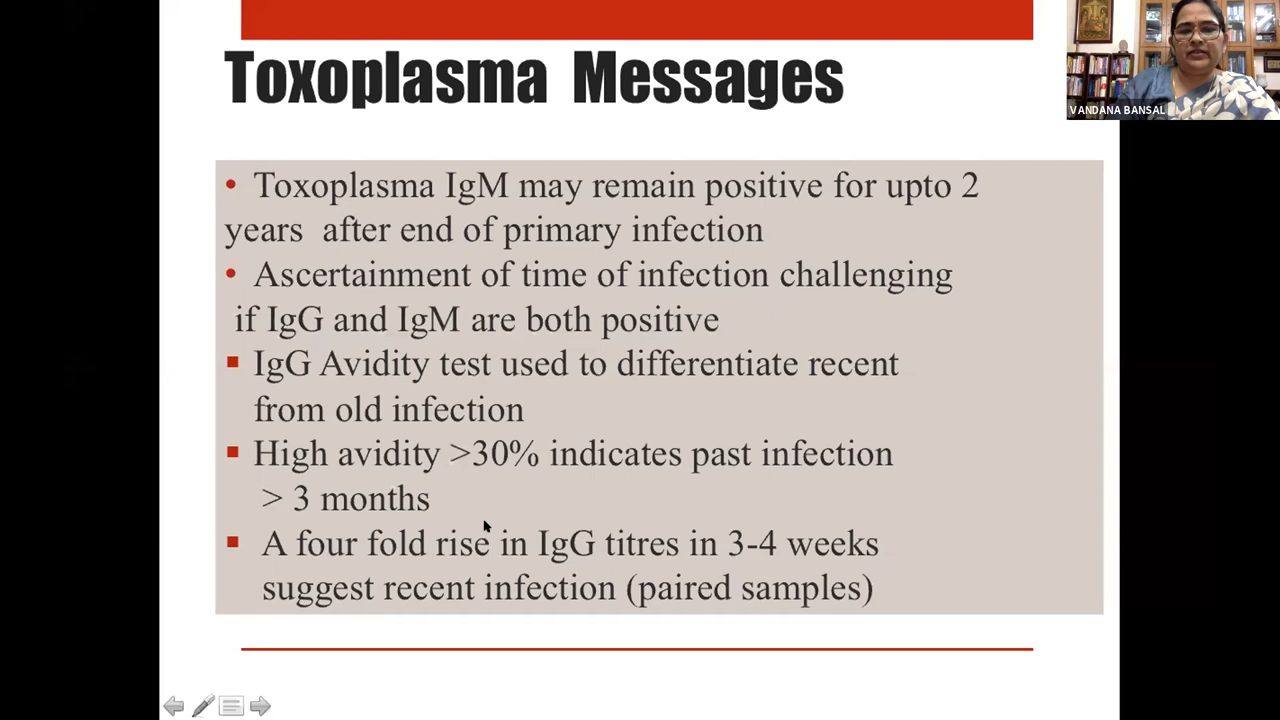 Toxoplasma Messages
VANDANA BANSAL
• Toxoplasma IgM may remain positive for upto 2
years after end of primary infection
• Ascertainment of time of infection challenging
if IgG and IgM are both positive
▪ IgG Avidity test used to differentiate recent
from old infection
▪ High avidity >30% indicates past infection
> 3 months
▪ A four fold rise in IgG titres in 3-4 weeks
suggest recent infection (paired samples)